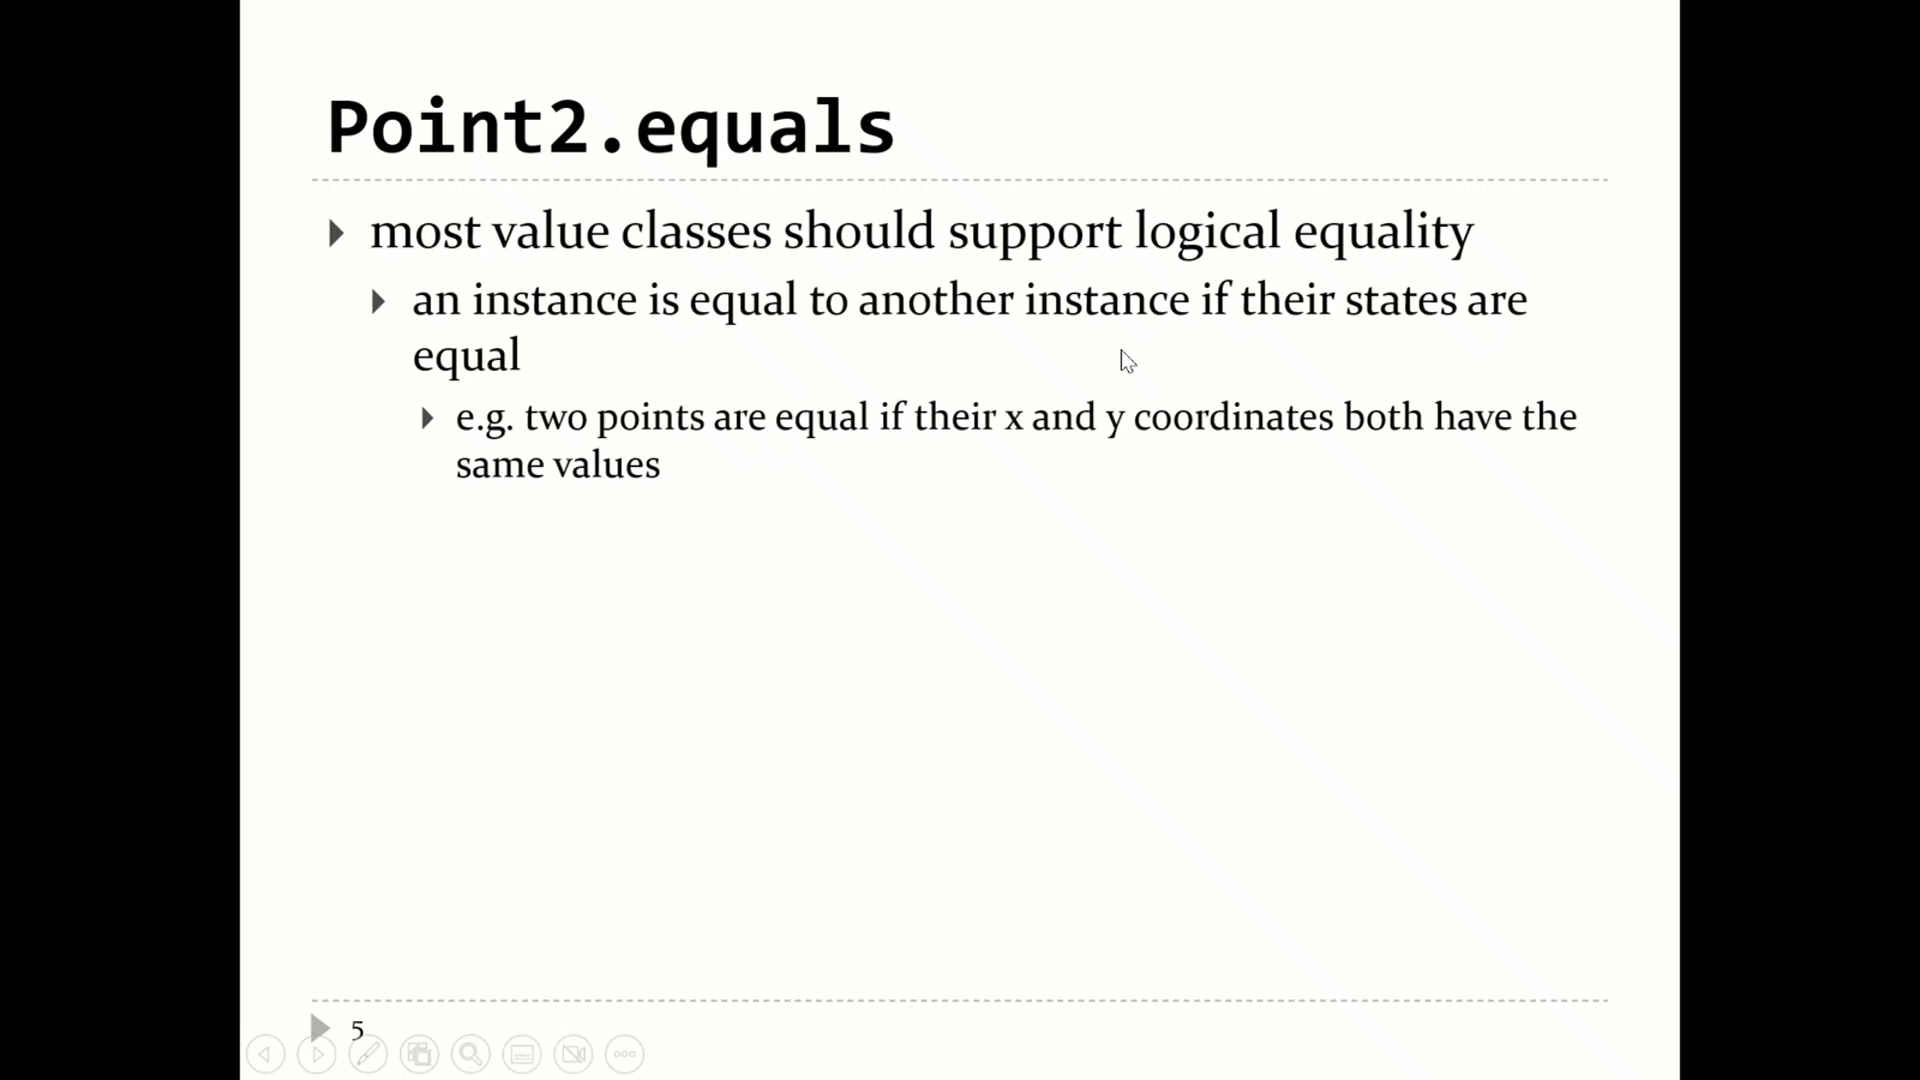 Point2.equals
most value classes should support logical equality
an instance is equal to another instance if their states are
equal
e.g. two points are equal if their x and y coordinates both have the
same values
5